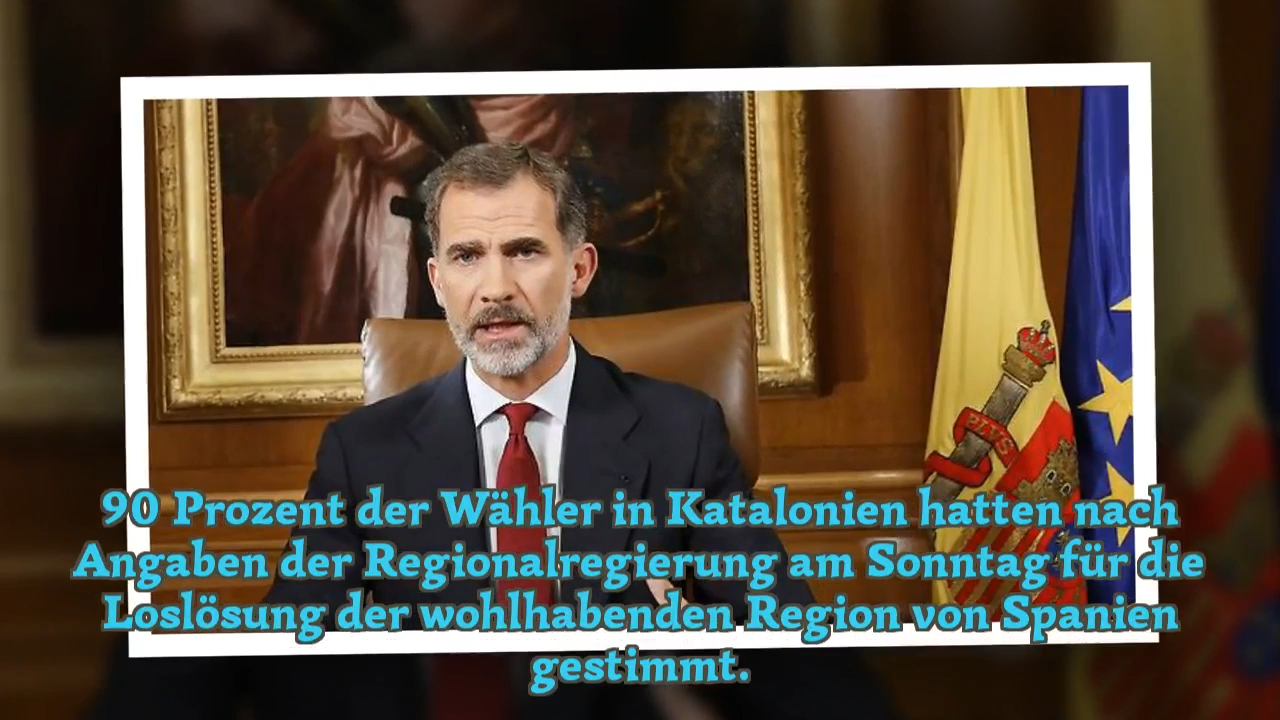 PLVS
90 Prozent der Wähler in Katalonien hatten nach
Angaben der Regionalregierung am Sonntag für die
Loslösung der wohlhabenden Region von Spanien
gestimmt.